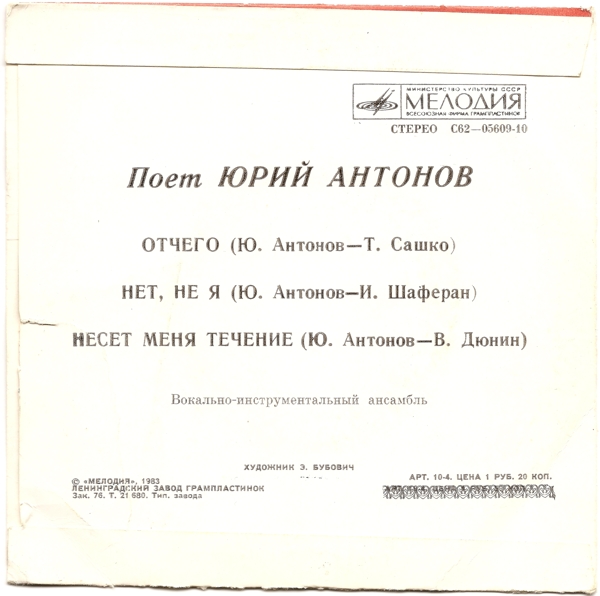 МИНИСТЕРСТВО КУЛЬТУРЫ СССР
МЕЛОДИЯ
ВСЕСОЮЗНАЯ ФИРМА ГРАМПЛАСТИНОК
СТЕРЕО С62—05609-10
Поет ЮРИЙ АНТОНОВ
ОТЧЕГО (Ю. Антонов—Т. Сашко)
НЕТ, НЕ Я (Ю. Антонов—И. Шаферан)
НЕСЕТ МЕНЯ ТЕЧЕНИЕ (Ю. Антонов—В. Дюнин)
Вокально-инструментальный ансамбль
ХУДОЖНИК Э. БУБОВИЧ
© «МЕЛОДИЯ», 1983
ЛЕНИНГРАДСКИЙ ЗАВОД ГРАМПЛАСТИНОК
Зак. 76. Т. 21 680. Тип. завода
АРТ. 10-4. ЦЕНА 1 РУБ. 20 КОП.